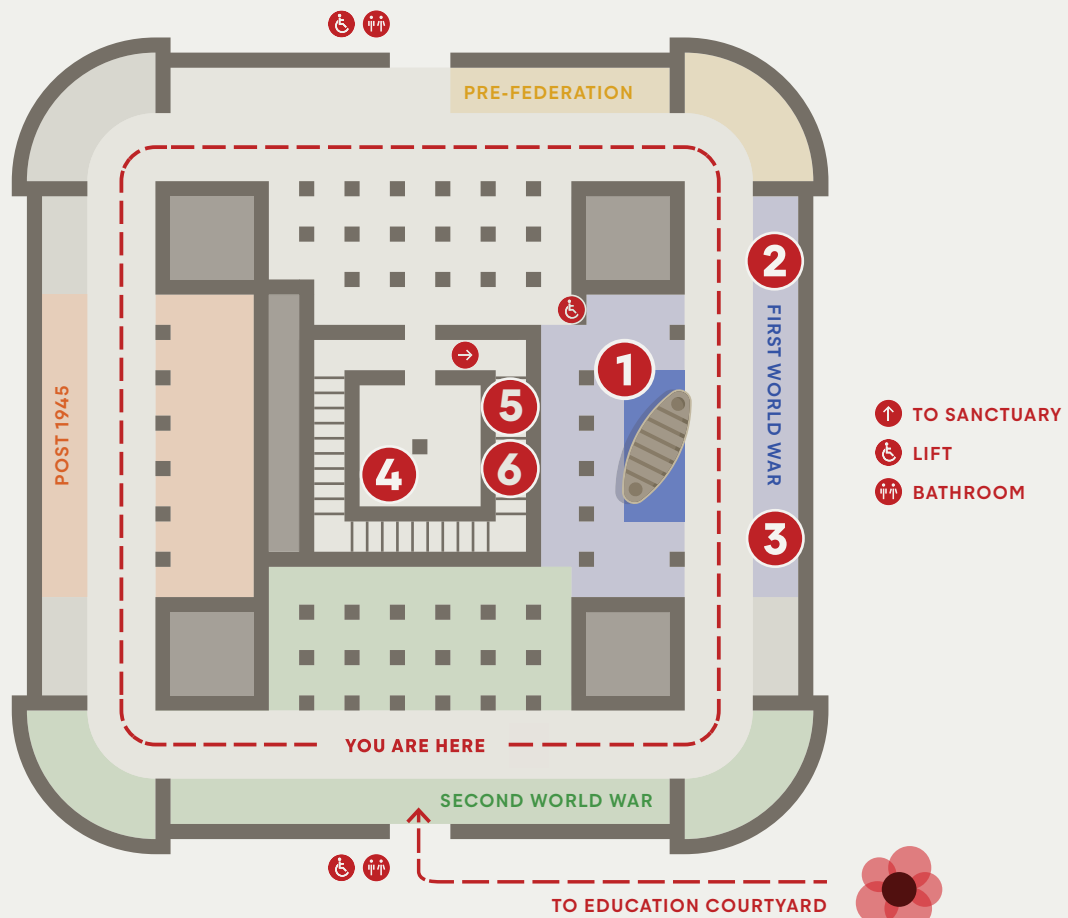 PRE-FEDERATION
2
FIRST WORLD WAR
1
5
POST 1945
TO SANCTUARY
6
LIFT
4
BATHROOM
3
YOU ARE HERE
SECOND WORLD WAR
TO EDUCATION COURTYARD